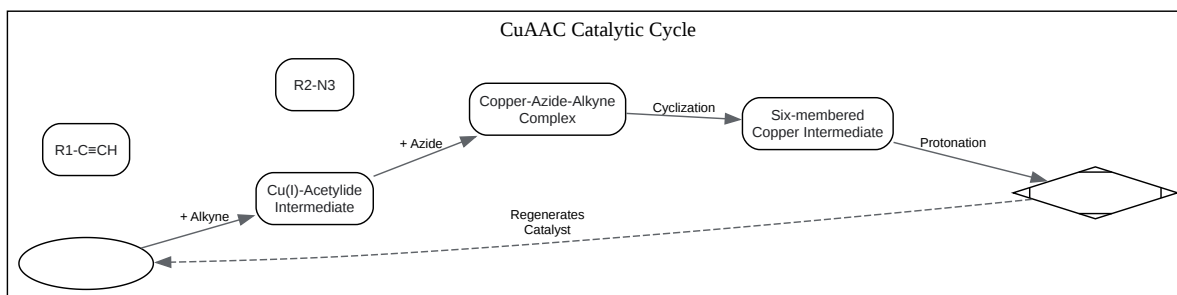 CuAAC Catalytic Cycle
R2-N3
R1-C≡CH
Copper-Azide-Alkyne
Complex
Cyclization
Six-membered
Copper Intermediate
+ Azide
Protonation
Cu(I)-Acetylide
Intermediate
+ Alkyne
Regenerates
Catalyst